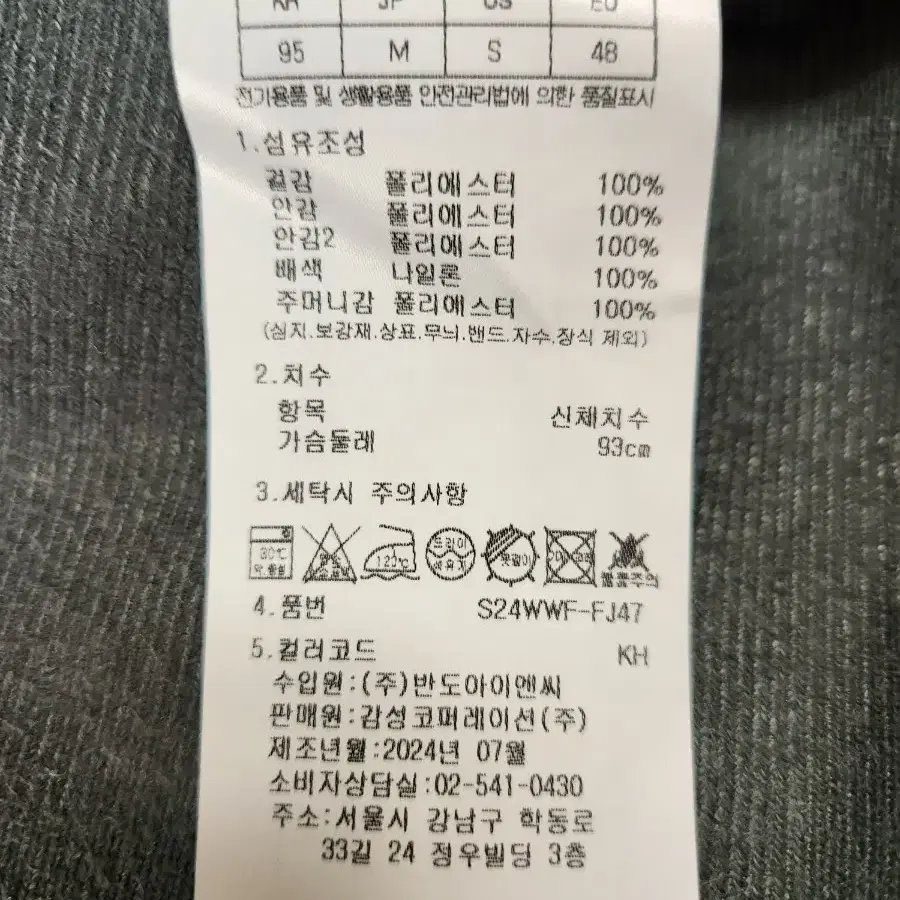 KR JP US EU
95 M S 48
전기용품 및 생활용품 안전관리법에 의한 품질표시
1.섬유조성
겉감 폴리에스터 100%
안감 폴리에스터 100%
안감2 폴리에스터 100%
배색 나일론 100%
주머니감 폴리에스터 100%
(심지.보강재.상표.무늬.밴드.자수.장식 제외)
2.치수
항목 신체치수
가슴둘레 93cm
3.세탁시 주의사항
30℃ 123℃ 드라이
4.품번 S24WWF-FJ47
5.컬러코드 KH
수입원:(주)반도아이앤씨
판매원:감성코퍼레이션(주)
제조년월:2024년 07월
소비자상담실:02-541-0430
주소:서울시 강남구 학동로
33길 24 정우빌딩 3층